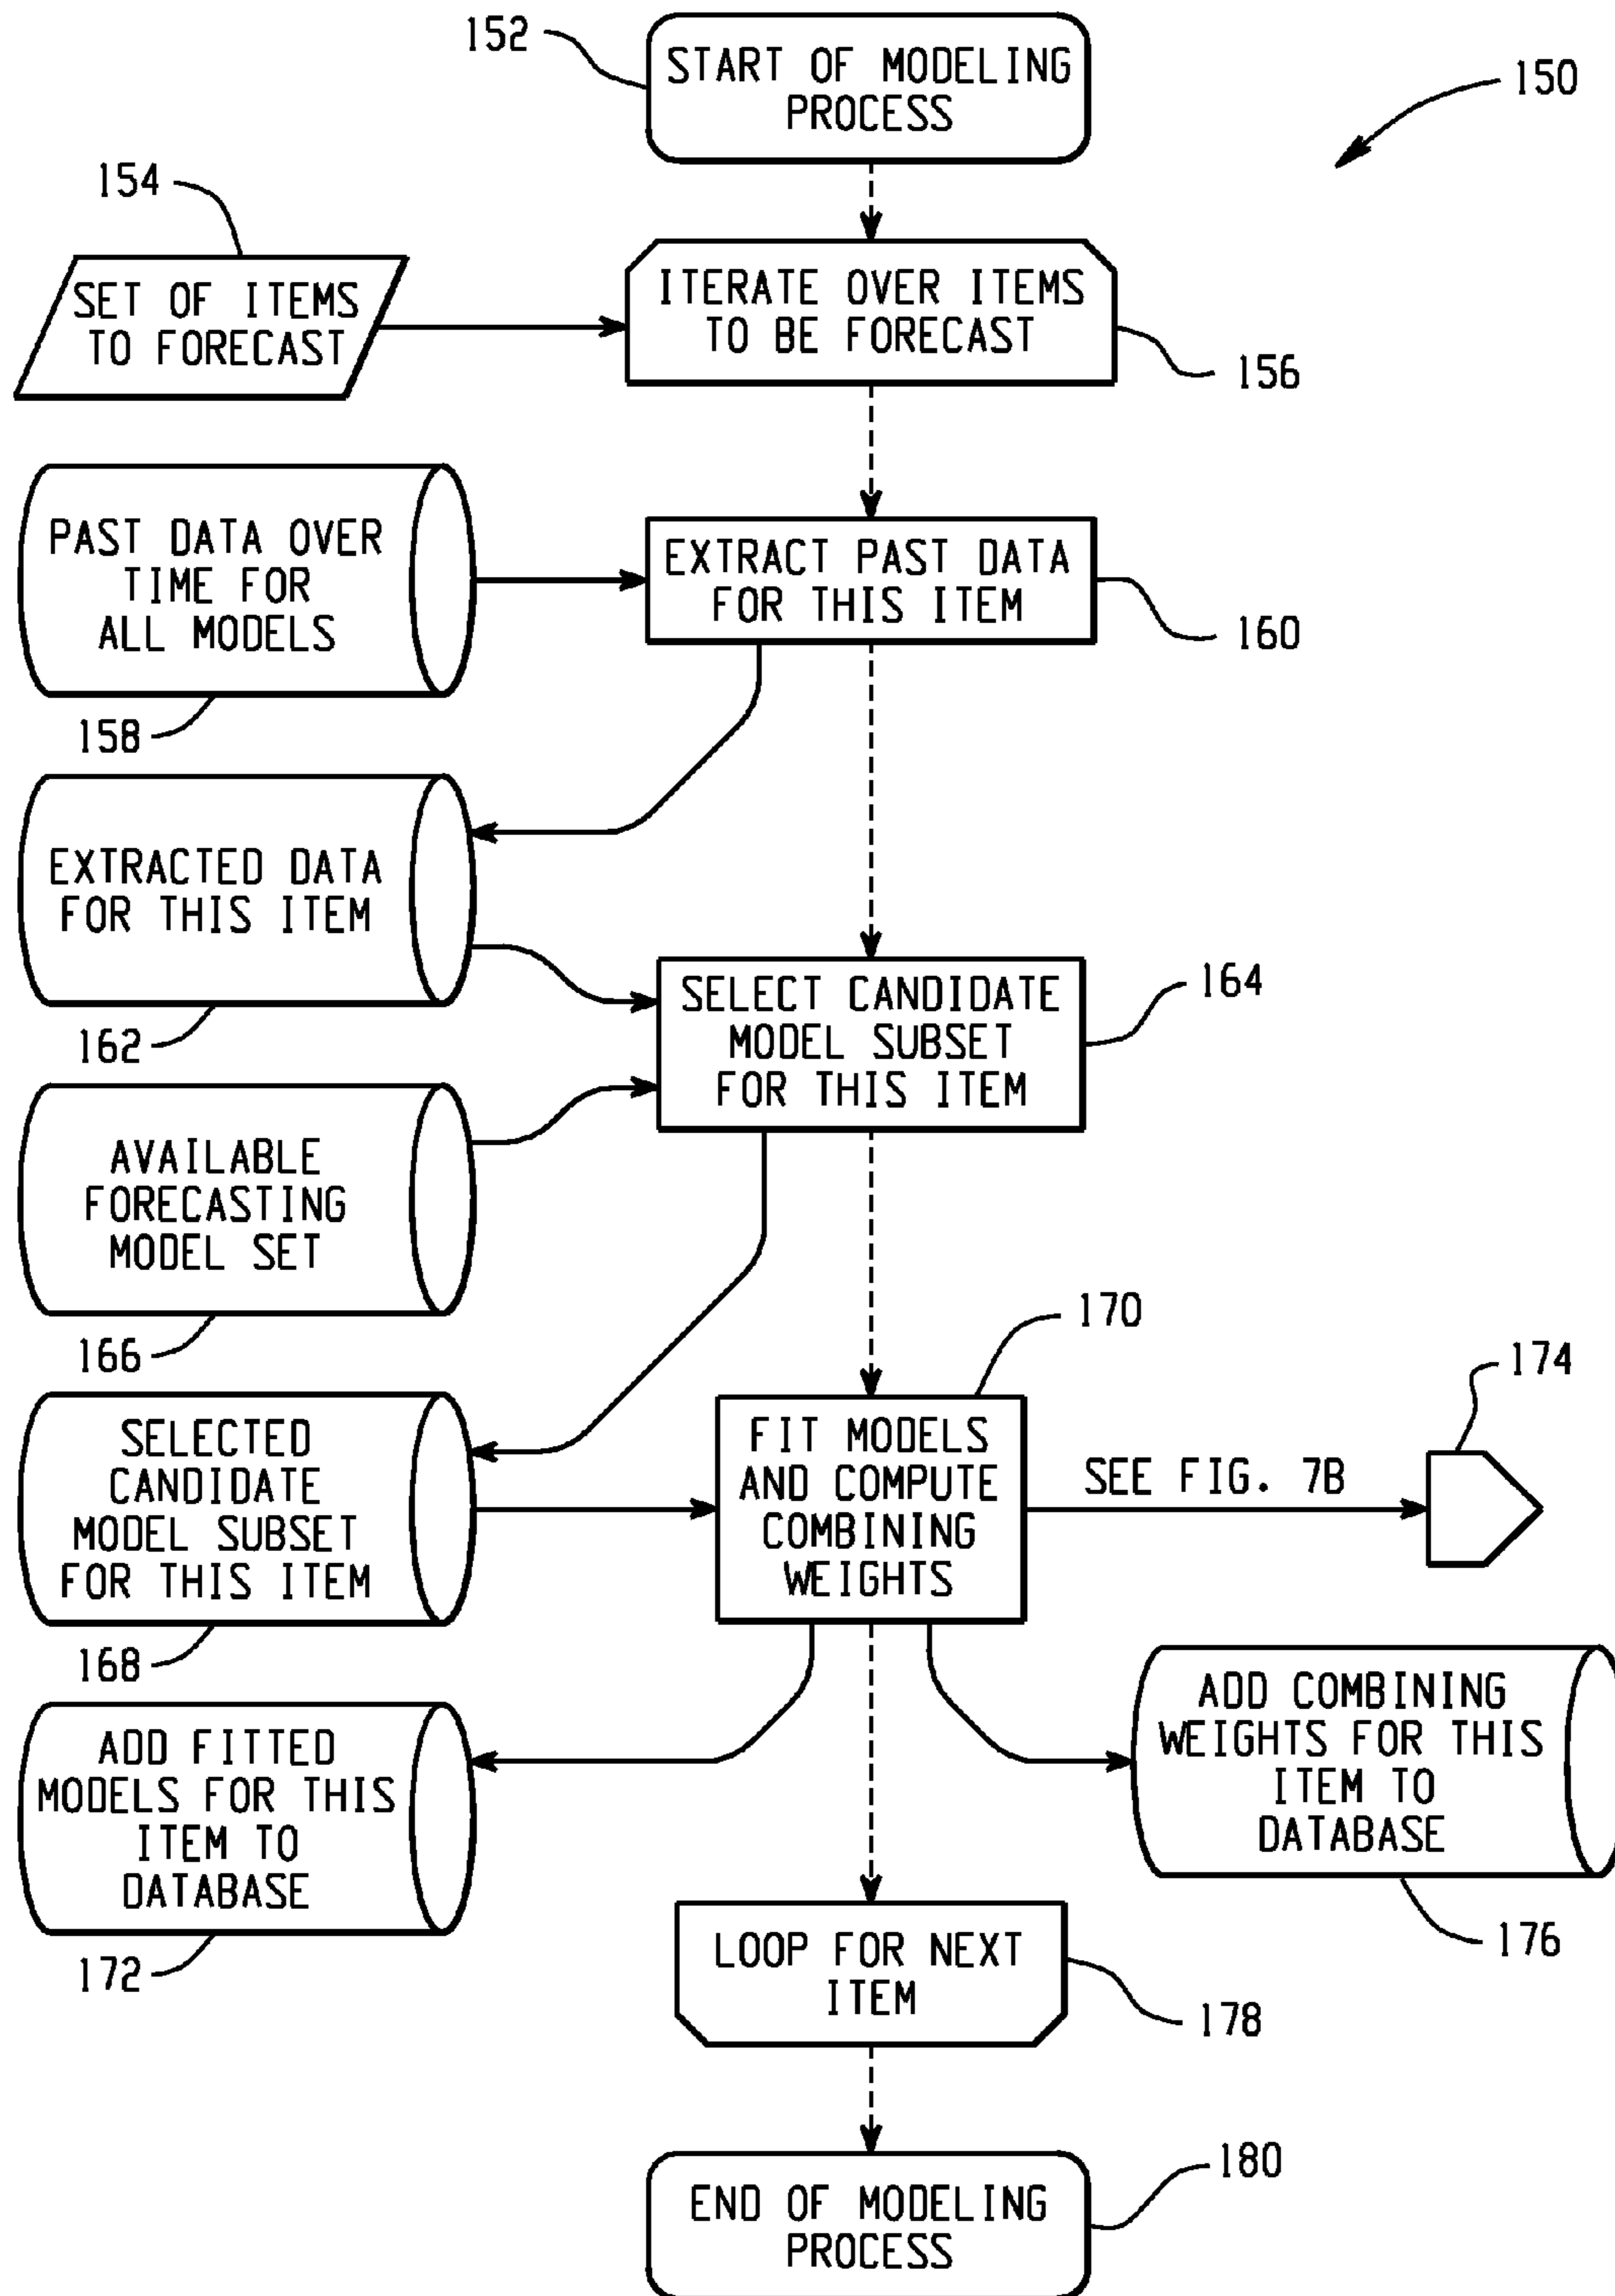 152
START OF MODELING
PROCESS
150
154
SET OF ITEMS
TO FORECAST
ITERATE OVER ITEMS
TO BE FORECAST
156
PAST DATA OVER
TIME FOR
ALL MODELS
158
EXTRACT PAST DATA
FOR THIS ITEM
160
EXTRACTED DATA
FOR THIS ITEM
162
SELECT CANDIDATE
MODEL SUBSET
FOR THIS ITEM
164
AVAILABLE
FORECASTING
MODEL SET
166
170
174
SELECTED
CANDIDATE
MODEL SUBSET
FOR THIS ITEM
168
FIT MODELS
AND COMPUTE
COMBINING
WEIGHTS
SEE FIG. 7B
ADD FITTED
MODELS FOR THIS
ITEM TO
DATABASE
172
ADD COMBINING
WEIGHTS FOR THIS
ITEM TO
DATABASE
176
LOOP FOR NEXT
ITEM
178
180
END OF MODELING
PROCESS